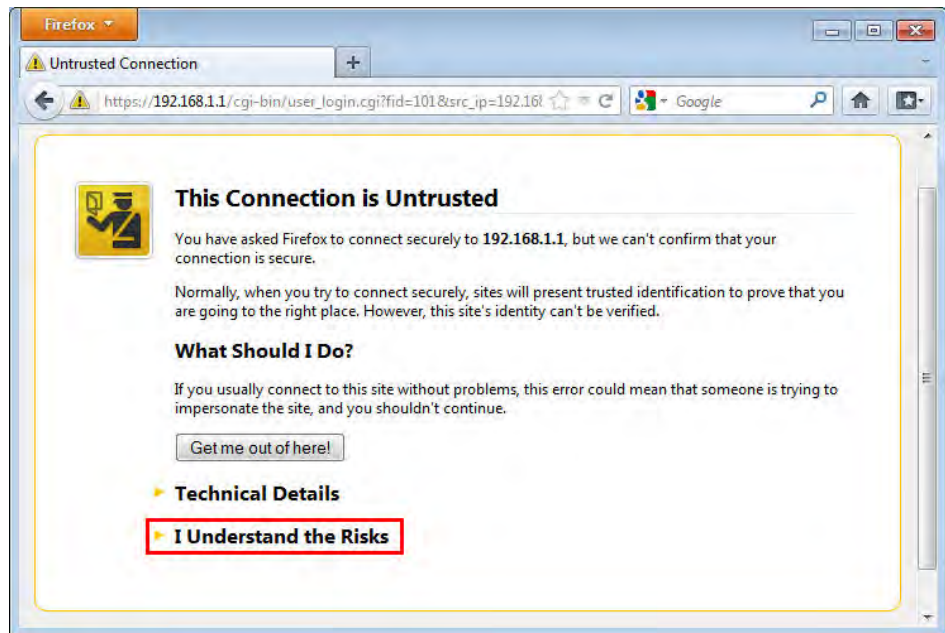 Firefox
Untrusted Connection
https://192.168.1.1/cgi-bin/user_login.cgi?fid=101&src_ip=192.16
Google
This Connection is Untrusted
You have asked Firefox to connect securely to 192.168.1.1, but we can't confirm that your
connection is secure.
Normally, when you try to connect securely, sites will present trusted identification to prove that you
are going to the right place. However, this site's identity can't be verified.
What Should I Do?
If you usually connect to this site without problems, this error could mean that someone is trying to
impersonate the site, and you shouldn't continue.
Get me out of here!
Technical Details
I Understand the Risks